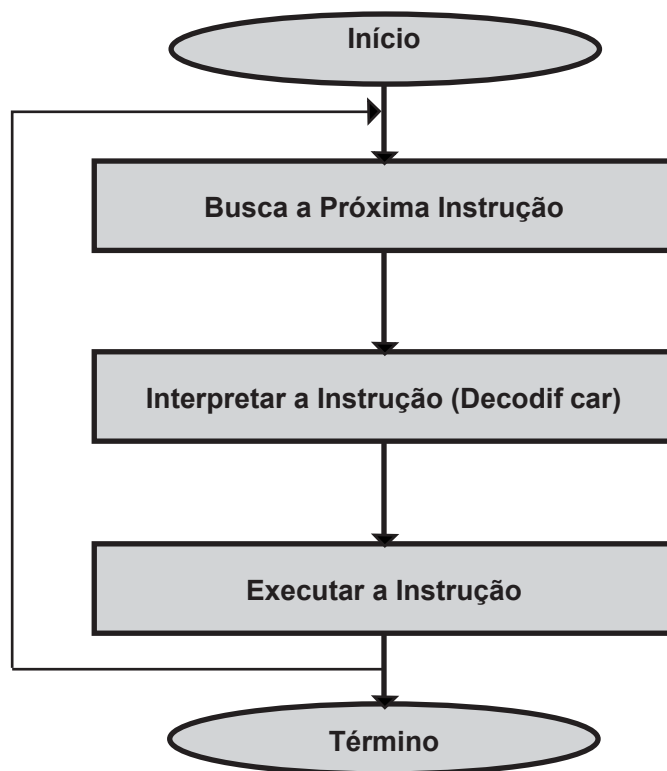 Início
Busca a Próxima Instrução
Interpretar a Instrução (Decodif car)
Executar a Instrução
Término